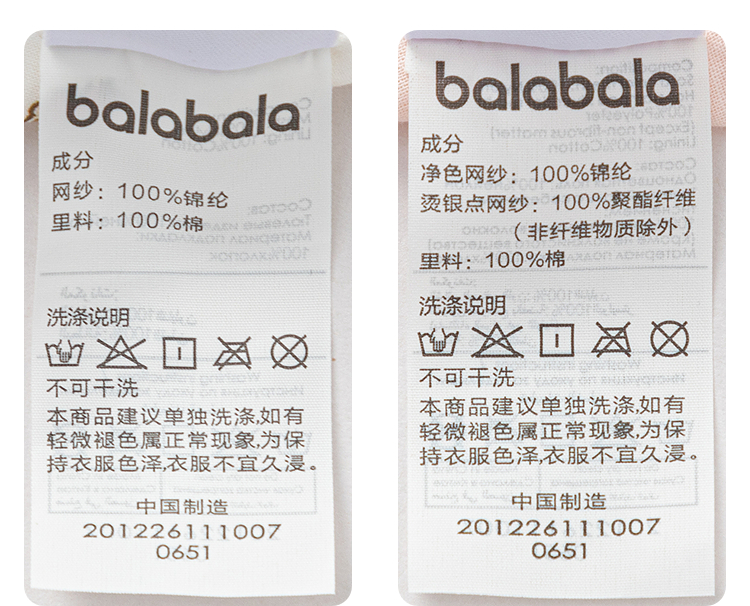 balabala
成分
网纱：100%锦纶
里料：100%棉
洗涤说明
不可干洗
本商品建议单独洗涤,如有
轻微褪色属正常现象,为保
持衣服色泽,衣服不宜久浸。
中国制造
201226111007
0651
balabala
成分
净色网纱：100%锦纶
烫银点网纱：100%聚酯纤维
（非纤维物质除外）
里料：100%棉
洗涤说明
不可干洗
本商品建议单独洗涤,如有
轻微褪色属正常现象,为保
持衣服色泽,衣服不宜久浸。
中国制造
201226111007
0651